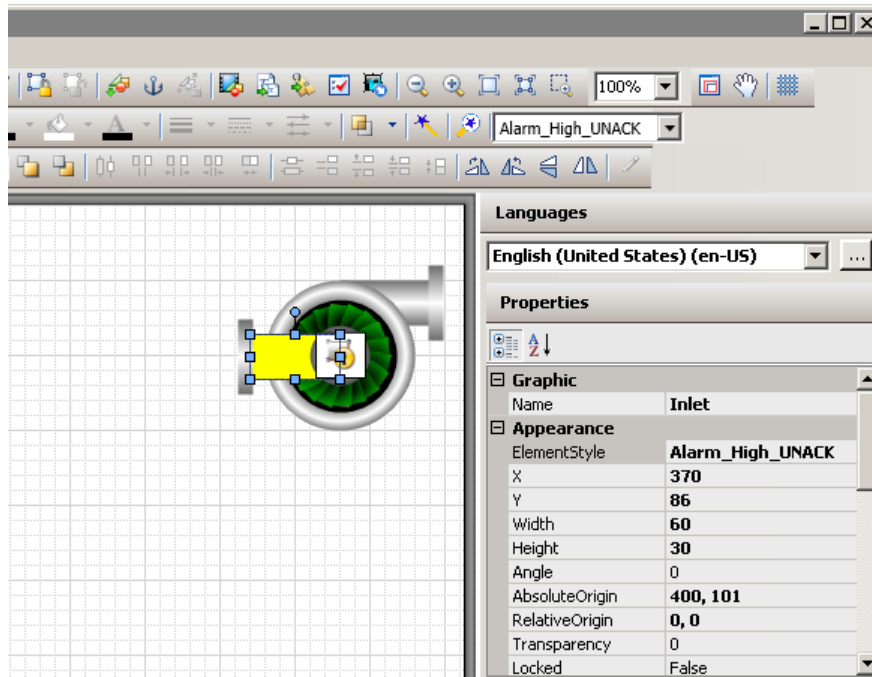 100%
A
Alarm_High_UNACK
Languages
English (United States) (en-US)
...
Properties
A
Z
Graphic
Name Inlet
Appearance
ElementStyle Alarm_High_UNACK
X 370
Y 86
Width 60
Height 30
Angle 0
AbsoluteOrigin 400, 101
RelativeOrigin 0, 0
Transparency 0
Locked False